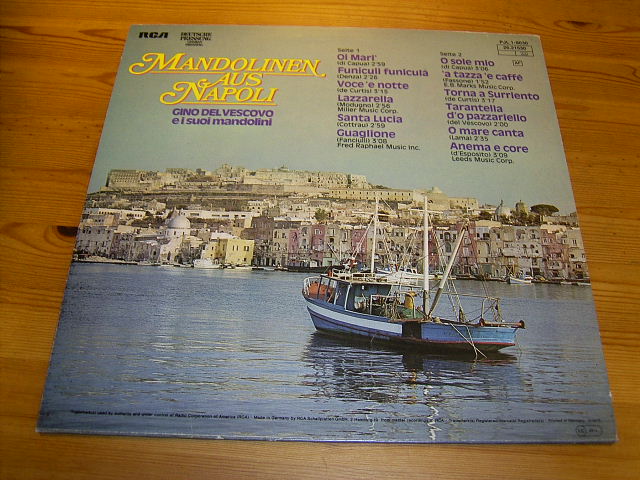 RCA
DEUTSCHE
PRESSUNG
MANDOLINEN
AUS
NAPOLI
GINO DEL VESCOVO
e i suoi mandolini
Seite 1
Oi Mari'
(di Capua) 2'59
Funiculi funiculá
(Denza) 2'26
Voce 'e notte
(de Curtis) 3'15
Lazzarella
(Modugno) 2'56
Miller Music Corp.
Santa Lucia
(Cottrau) 2'59
Guaglione
(Fanciulli) 3'08
Fred Raphael Music inc.
Seite 2
O sole mio
(di Capua) 3'06
'a tazza 'e caffé
(Fassone) 1'52
E.B. Marks Music Corp.
Torna a Surriento
(de Curtis) 3'17
Tarantella
d'o pazzariello
(del Vescovo) 2'00
O mare canta
(Lama) 2'35
Anema e core
(d'Esposito) 3'09
Leeds Music Corp.